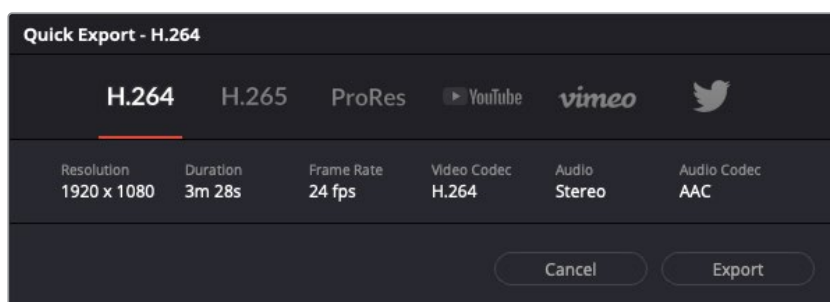 Quick Export - H.264
H.264 H.265 ProRes YouTube vimeo
Resolution Duration Frame Rate Video Codec Audio Audio Codec
1920 x 1080 3m 28s 24 fps H.264 Stereo AAC
Cancel Export